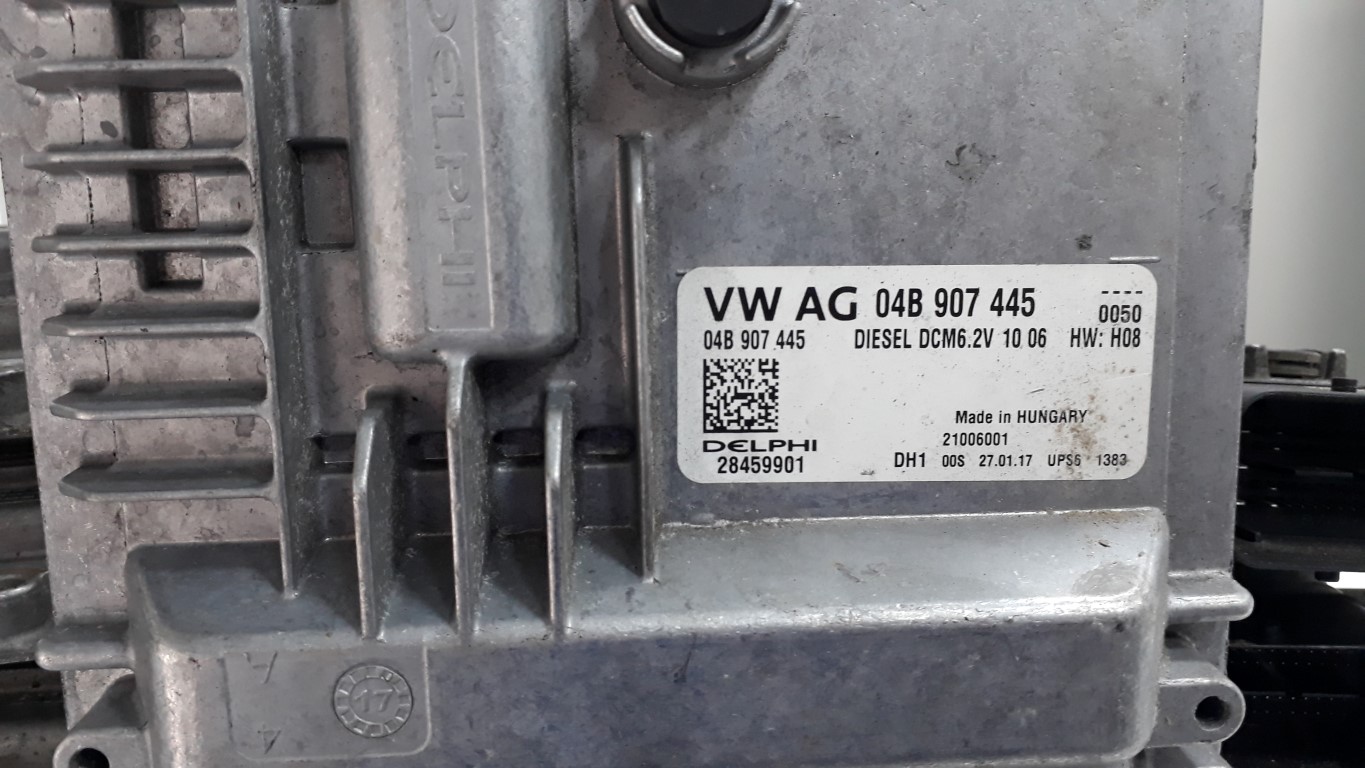 DELPHI
VW AG 04B 907 445 ----
0050
04B 907 445 DIESEL DCM6.2V 10 06 HW: H08
Made in HUNGARY
21006001
DELPHI
28459901 DH1 00S 27.01.17 UPS6 1383
17
A
4